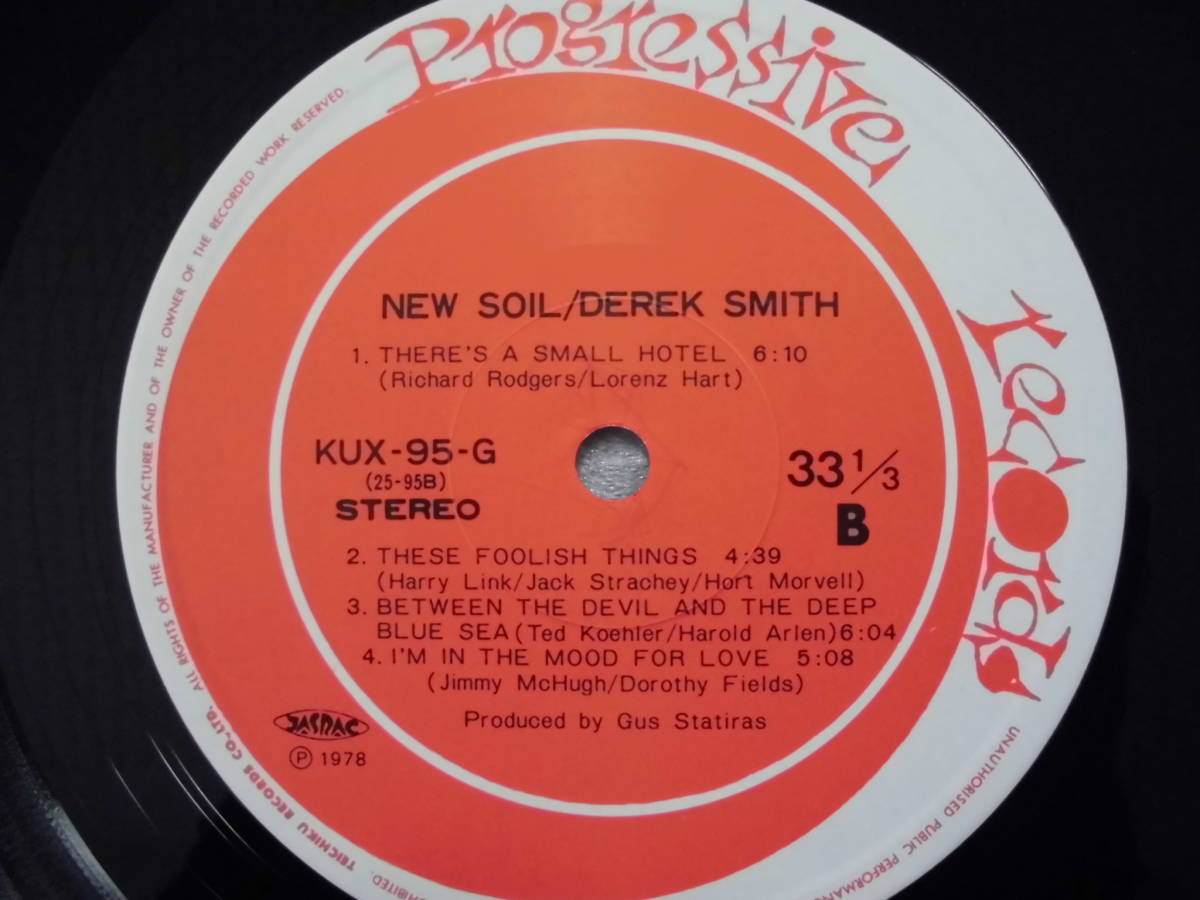 Progressive
records
NEW SOIL/DEREK SMITH
1. THERE'S A SMALL HOTEL 6:10
(Richard Rodgers/Lorenz Hart)
KUX-95-G
(25-95B)
STEREO
33 1/3
B
2. THESE FOOLISH THINGS 4:39
(Harry Link/Jack Strachey/Hort Morvell)
3. BETWEEN THE DEVIL AND THE DEEP
BLUE SEA (Ted Koehler/Harold Arlen) 6:04
4. I'M IN THE MOOD FOR LOVE 5:08
(Jimmy McHugh/Dorothy Fields)
Produced by Gus Statiras
JASRAC
Ⓟ 1978
TEICHIKU RECORDS CO., LTD. ALL RIGHTS OF THE MANUFACTURER AND OF THE OWNER OF THE RECORDED WORK RESERVED.
UNAUTHORISED PUBLIC